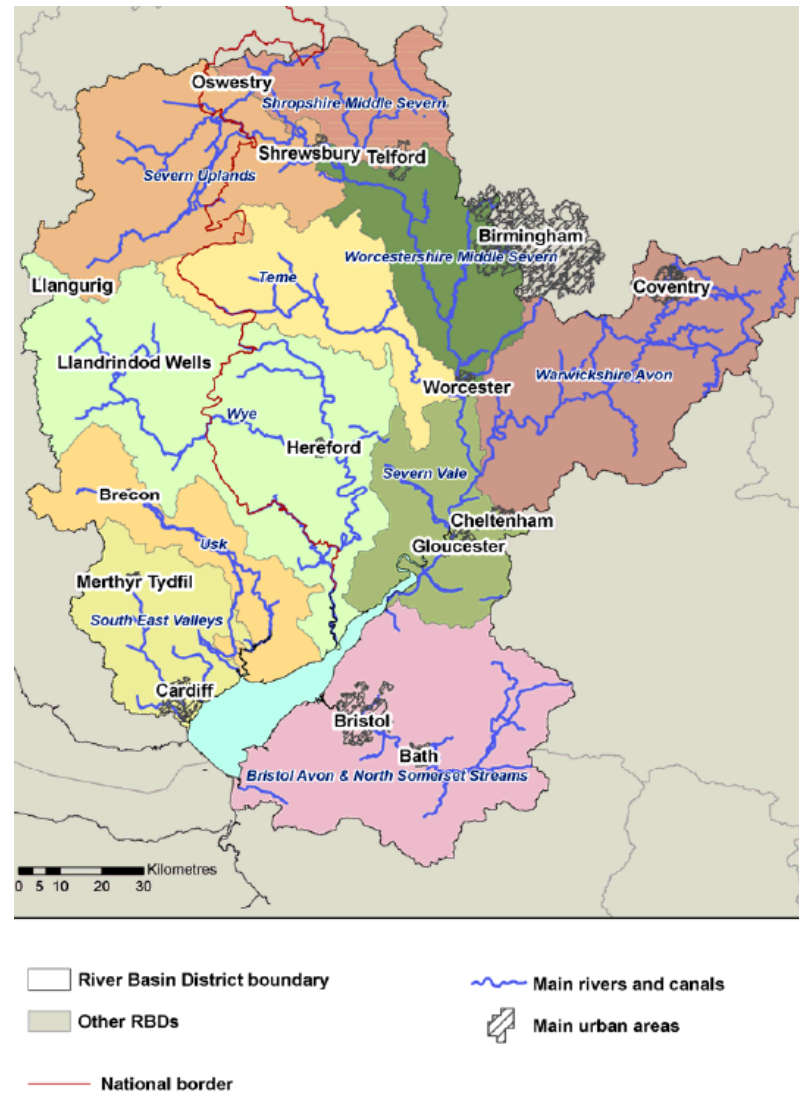 Oswestry
Shropshire Middle Severn
Shrewsbury
Telford
Severn Uplands
Birmingham
Worcestershire Middle Severn
Teme
Llangurig
Coventry
Llandrindod Wells
Worcester
Warwickshire Avon
Wye
Hereford
Severn Vale
Brecon
Cheltenham
Usk
Gloucester
Merthyr Tydfil
South East Valleys
Cardiff
Bristol
Bath
Bristol Avon & North Somerset Streams
Kilometres
0 5 10 20 30
River Basin District boundary
Main rivers and canals
Other RBDs
Main urban areas
National border